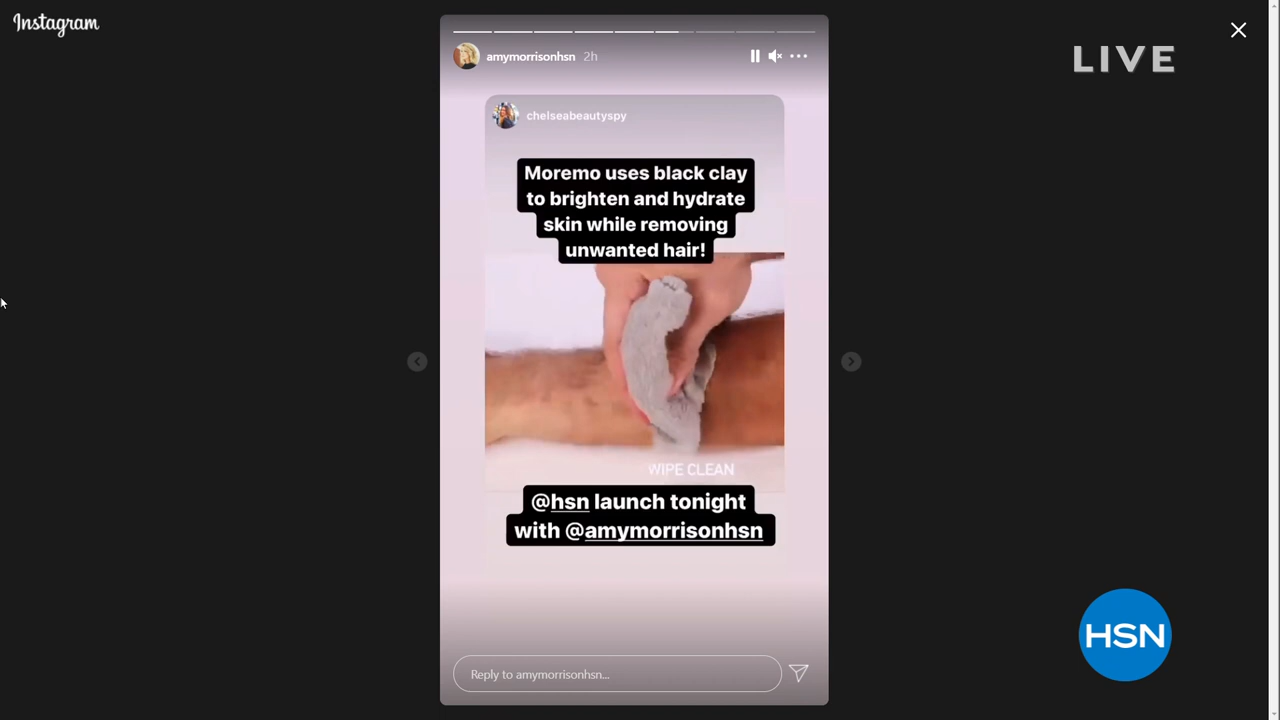 Instagram
amymorrisonhsn 2h
LIVE
chelseabeautyspy
Moremo uses black clay
to brighten and hydrate
skin while removing
unwanted hair!
WIPE CLEAN
@hsn launch tonight
with @amymorrisonhsn
HSN
Reply to amymorrisonhsn...